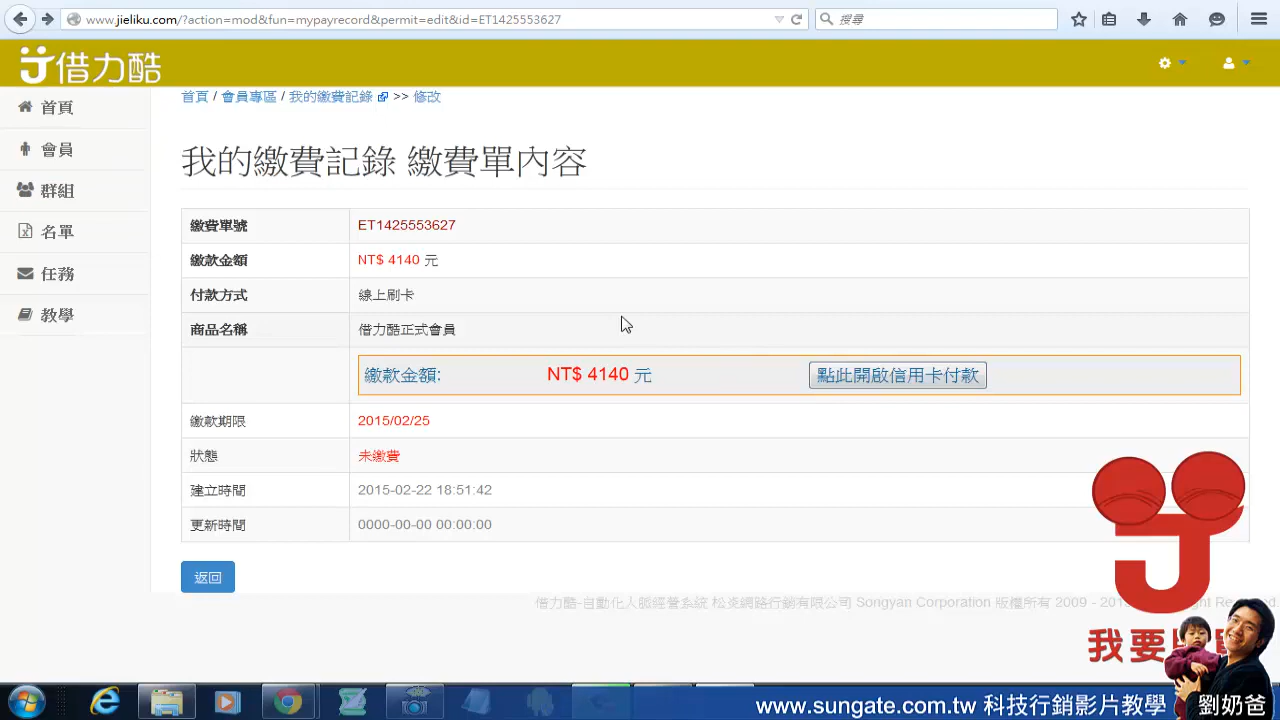 www.jieliku.com/?action=mod&fun=mypayrecord&permit=edit&id=ET1425553627
搜尋
借力酷
首頁 / 會員專區 / 我的繳費記錄 >> 修改
首頁
會員
群組
名單
任務
教學
我的繳費記錄 繳費單內容
繳費單號 ET1425553627
繳款金額 NT$ 4140 元
付款方式 線上刷卡
商品名稱 借力酷正式會員
繳款金額: NT$ 4140 元 點此開啟信用卡付款
繳款期限 2015/02/25
狀態 未繳費
建立時間 2015-02-22 18:51:42
更新時間 0000-00-00 00:00:00
返回
借力酷-自動化人脈經營系統 松炎網路行銷有限公司 Songyan Corporation 版權所有 2009 -
我要
www.sungate.com.tw 科技行銷影片教學
劉奶爸